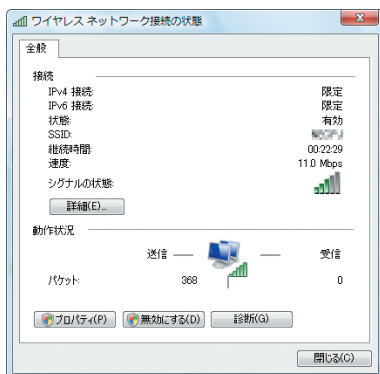 ワイヤレス ネットワーク接続の状態
全般
接続
IPv4 接続: 限定
IPv6 接続: 限定
状態: 有効
SSID:
継続時間: 00:22:29
速度: 11.0 Mbps
シグナルの状態:
詳細(E)...
動作状況
送信 受信
パケット: 368 0
プロパティ(P) 無効にする(D) 診断(G)
閉じる(C)